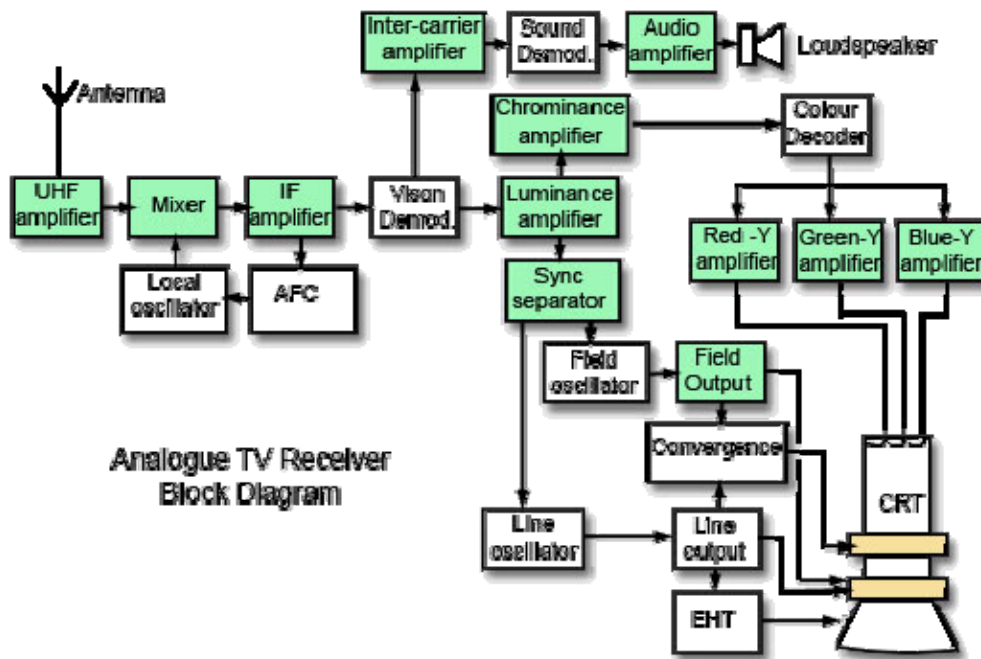 Inter-carrier
amplifier
Sound
Demod.
Audio
amplifier
Loudspeaker
Antenna
Chrominance
amplifier
Colour
Decoder
UHF
amplifier
Mixer
IF
amplifier
Vison
Demod.
Luminance
amplifier
Red -Y
amplifier
Green-Y
amplifier
Blue-Y
amplifier
Local
oscillator
AFC
Sync
separator
Field
oscillator
Field
Output
Convergence
Analogue TV Receiver
Block Diagram
CRT
Line
oscillator
Line
output
EHT